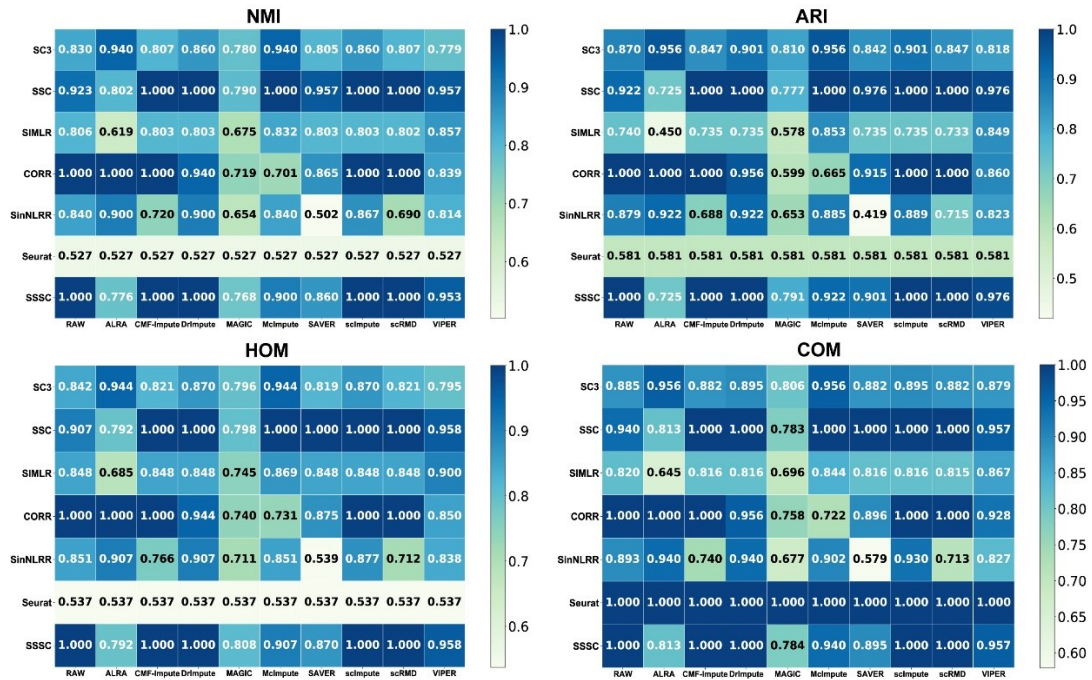 NMI
SC3 0.830 0.940 0.807 0.860 0.780 0.940 0.805 0.860 0.807 0.779
SSC 0.923 0.802 1.000 1.000 0.790 1.000 0.957 1.000 1.000 0.957
SIMLR 0.806 0.619 0.803 0.803 0.675 0.832 0.803 0.803 0.802 0.857
CORR 1.000 1.000 1.000 0.940 0.719 0.701 0.865 1.000 1.000 0.839
SinNLRR 0.840 0.900 0.720 0.900 0.654 0.840 0.502 0.867 0.690 0.814
Seurat 0.527 0.527 0.527 0.527 0.527 0.527 0.527 0.527 0.527 0.527
SSSC 1.000 0.776 1.000 1.000 0.768 0.900 0.860 1.000 1.000 0.953
RAW ALRA CMF-Impute DrImpute MAGIC McImpute SAVER scImpute scRMD VIPER
1.0
0.9
0.8
0.7
0.6
ARI
SC3 0.870 0.956 0.847 0.901 0.810 0.956 0.842 0.901 0.847 0.818
SSC 0.922 0.725 1.000 1.000 0.777 1.000 0.976 1.000 1.000 0.976
SIMLR 0.740 0.450 0.735 0.735 0.578 0.853 0.735 0.735 0.733 0.849
CORR 1.000 1.000 1.000 0.956 0.599 0.665 0.915 1.000 1.000 0.860
SinNLRR 0.879 0.922 0.688 0.922 0.653 0.885 0.419 0.889 0.715 0.823
Seurat 0.581 0.581 0.581 0.581 0.581 0.581 0.581 0.581 0.581 0.581
SSSC 1.000 0.725 1.000 1.000 0.791 0.922 0.901 1.000 1.000 0.976
RAW ALRA CMF-Impute DrImpute MAGIC McImpute SAVER scImpute scRMD VIPER
1.0
0.9
0.8
0.7
0.6
0.5
HOM
SC3 0.842 0.944 0.821 0.870 0.796 0.944 0.819 0.870 0.821 0.795
SSC 0.907 0.792 1.000 1.000 0.798 1.000 1.000 1.000 1.000 0.958
SIMLR 0.848 0.685 0.848 0.848 0.745 0.869 0.848 0.848 0.848 0.900
CORR 1.000 1.000 1.000 0.944 0.740 0.731 0.875 1.000 1.000 0.850
SinNLRR 0.851 0.907 0.766 0.907 0.711 0.851 0.539 0.877 0.712 0.838
Seurat 0.537 0.537 0.537 0.537 0.537 0.537 0.537 0.537 0.537 0.537
SSSC 1.000 0.792 1.000 1.000 0.808 0.907 0.870 1.000 1.000 0.958
RAW ALRA CMF-Impute DrImpute MAGIC McImpute SAVER scImpute scRMD VIPER
1.0
0.9
0.8
0.7
0.6
COM
SC3 0.885 0.956 0.882 0.895 0.806 0.956 0.882 0.895 0.882 0.879
SSC 0.940 0.813 1.000 1.000 0.783 1.000 1.000 1.000 1.000 0.957
SIMLR 0.820 0.645 0.816 0.816 0.696 0.844 0.816 0.816 0.815 0.867
CORR 1.000 1.000 1.000 0.956 0.758 0.722 0.896 1.000 1.000 0.928
SinNLRR 0.893 0.940 0.740 0.940 0.677 0.902 0.579 0.930 0.713 0.827
Seurat 1.000 1.000 1.000 1.000 1.000 1.000 1.000 1.000 1.000 1.000
SSSC 1.000 0.813 1.000 1.000 0.784 0.940 0.895 1.000 1.000 0.957
RAW ALRA CMF-Impute DrImpute MAGIC McImpute SAVER scImpute scRMD VIPER
1.00
0.95
0.90
0.85
0.80
0.75
0.70
0.65
0.60